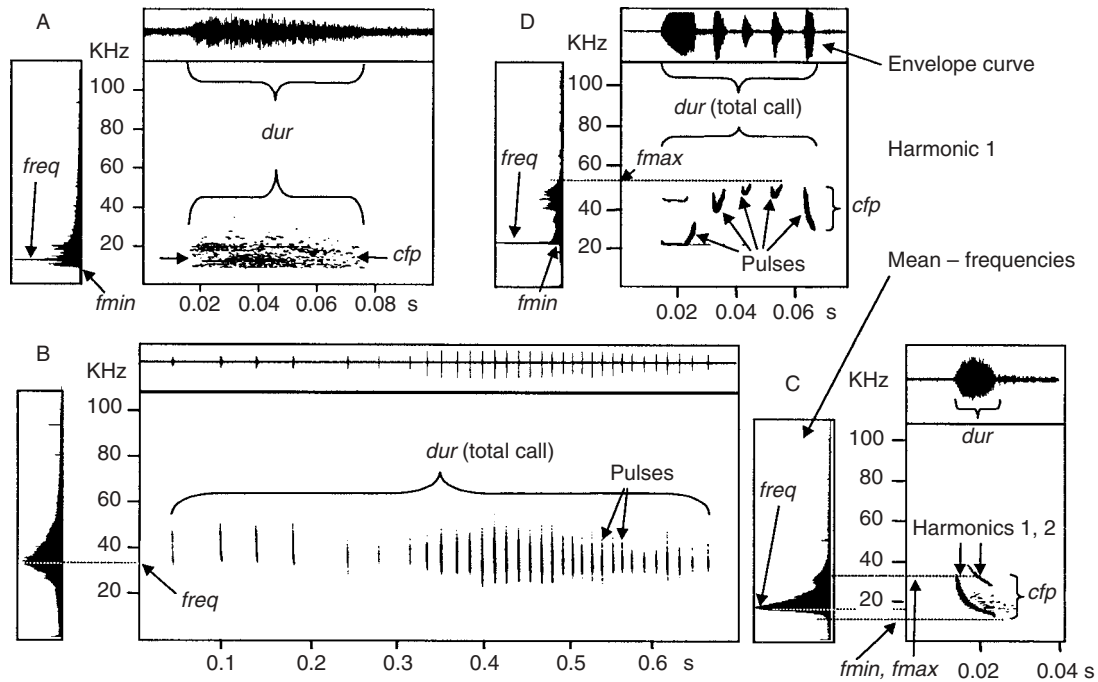 A
KHz
100
80
60
40
20
freq
fmin
dur
cfp
0.02 0.04 0.06 0.08 s
D
KHz
100
80
60
40
20
freq
fmax
fmin
dur (total call)
Pulses
cfp
0.02 0.04 0.06 s
Envelope curve
Harmonic 1
Mean – frequencies
B
KHz
100
80
60
40
20
dur (total call)
Pulses
freq
0.1 0.2 0.3 0.4 0.5 0.6 s
C
KHz
100
80
60
40
20
freq
dur
Harmonics 1, 2
cfp
fmin, fmax
0.02 0.04 s